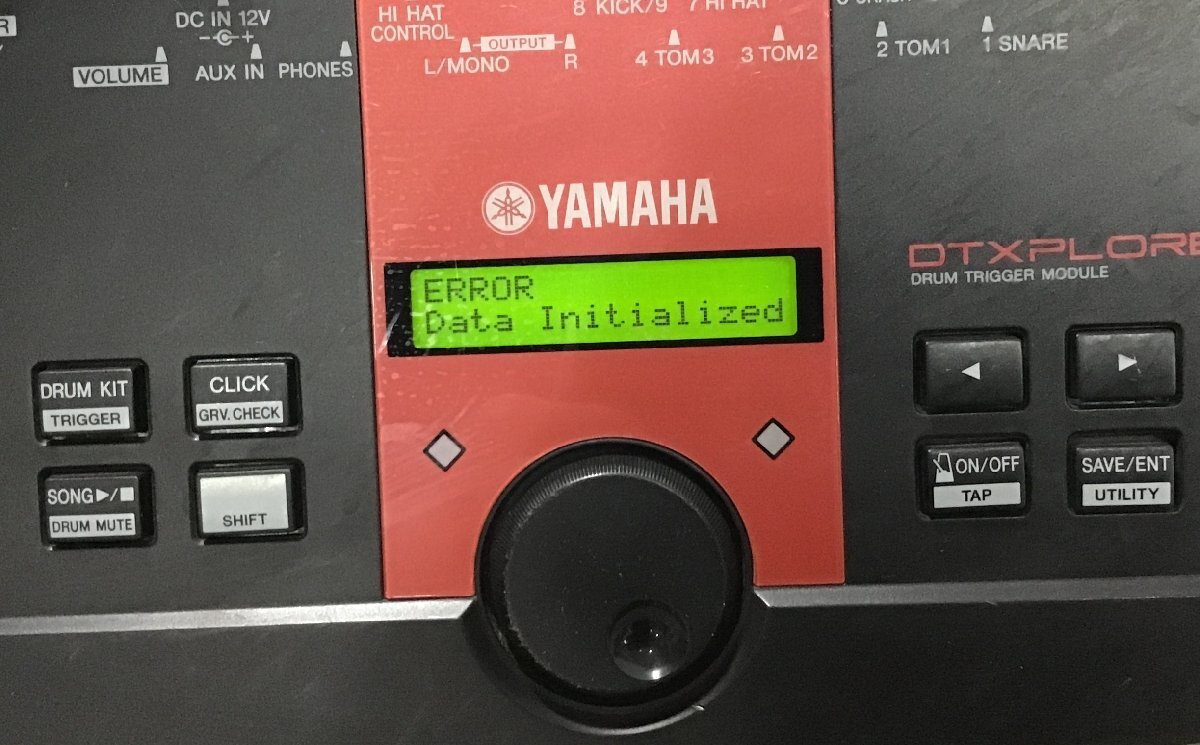 DC IN 12V
VOLUME
AUX IN
PHONES
HI HAT
CONTROL
OUTPUT
L/MONO
R
8 KICK/9
7 HI HAT
4 TOM3
3 TOM2
2 TOM1
1 SNARE
YAMAHA
ERROR
Data Initialized
DTXPLORE
DRUM TRIGGER MODULE
DRUM KIT
TRIGGER
CLICK
GRV. CHECK
SONG▶/■
DRUM MUTE
SHIFT
ON/OFF
TAP
SAVE/ENT
UTILITY